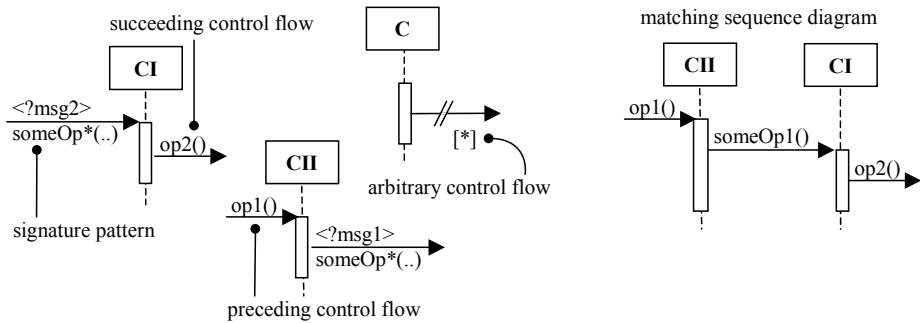 succeeding control flow
matching sequence diagram
C
CI
CII
CI
<?msg2>
someOp*(..)
op2()
[*]
arbitrary control flow
CII
op1()
someOp1()
op2()
signature pattern
op1()
<?msg1>
someOp*(..)
preceding control flow